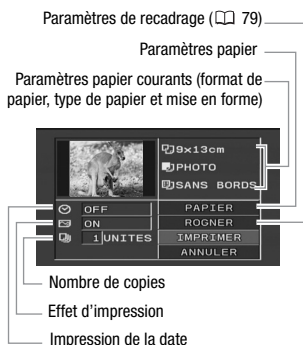 Paramètres de recadrage (📖 79)
Paramètres papier
Paramètres papier courants (format de
papier, type de papier et mise en forme)
9x13cm
PHOTO
SANS BORDS
OFF
PAPIER
ON
ROGNER
1 UNITES
IMPRIMER
ANNULER
Nombre de copies
Effet d'impression
Impression de la date